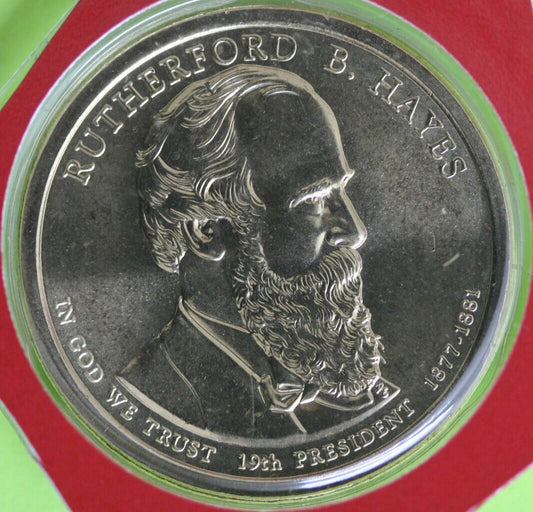 RUTHERFORD B. HAYES
IN GOD WE TRUST 19th PRESIDENT 1877-1881